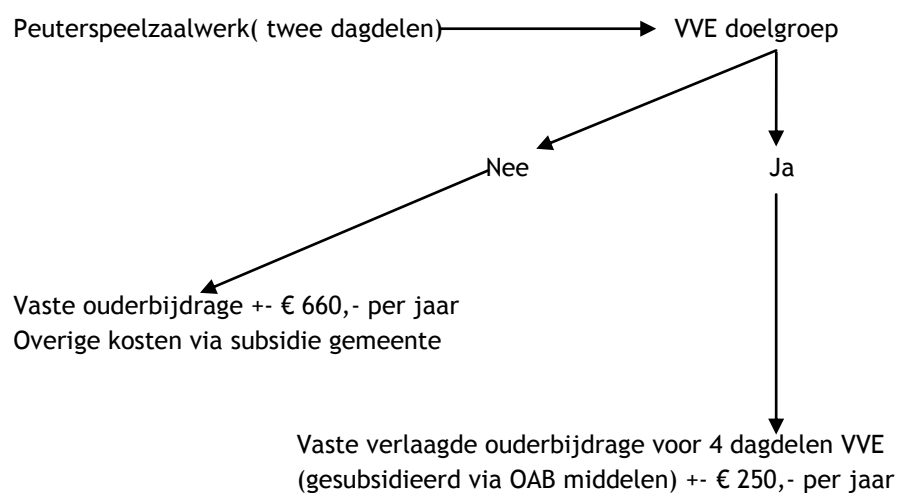 Peuterspeelzaalwerk( twee dagdelen) VVE doelgroep
Nee Ja
Vaste ouderbijdrage +- € 660,- per jaar
Overige kosten via subsidie gemeente
Vaste verlaagde ouderbijdrage voor 4 dagdelen VVE
(gesubsidieerd via OAB middelen) +- € 250,- per jaar